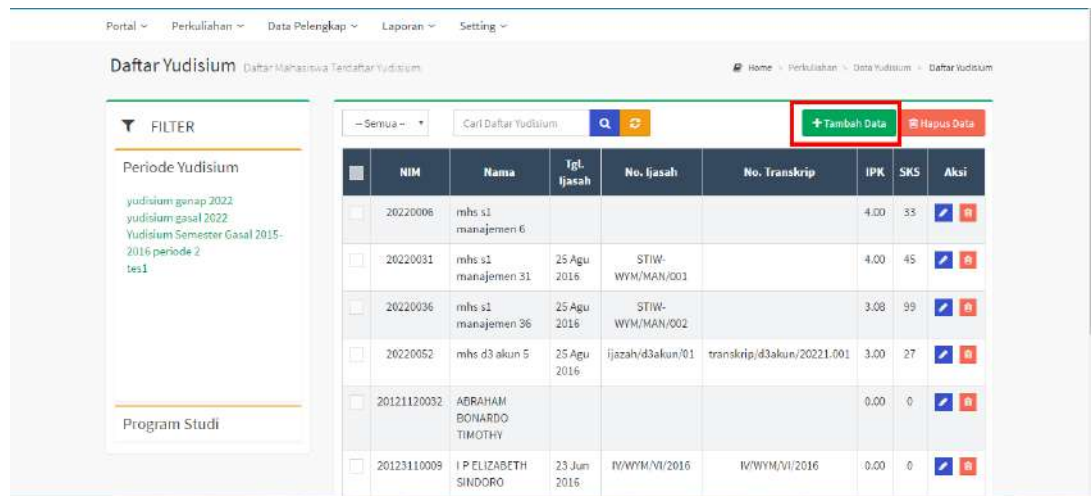 Portal Perkuliahan Data Pelengkap Laporan Setting
Daftar Yudisium Daftar Mahasiswa Terdaftar Yudisium
Home > Perkuliahan > Data Yudisium > Daftar Yudisium
FILTER
Periode Yudisium
yudisium genap 2022
yudisium gasal 2022
Yudisium Semester Gasal 2015-
2016 periode 2
tes1
Program Studi
-- Semua -- Cari Daftar Yudisium + Tambah Data Hapus Data
NIM Nama Tgl. Ijasah No. Ijasah No. Transkrip IPK SKS Aksi
20220006 mhs s1 4.00 33
manajemen 6
20220031 mhs s1 25 Agu STIW- 4.00 45
manajemen 31 2016 WYM/MAN/001
20220036 mhs s1 25 Agu STIW- 3.08 99
manajemen 36 2016 WYM/MAN/002
20220052 mhs d3 akun 5 25 Agu ijazah/d3akun/01 transkrip/d3akun/20221.001 3.00 27
2016
20121120032 ABRAHAM 0.00 0
BONARDO
TIMOTHY
20123110009 I P ELIZABETH 23 Jun IV/WYM/VI/2016 IV/WYM/VI/2016 0.00 0
SINDORO 2016